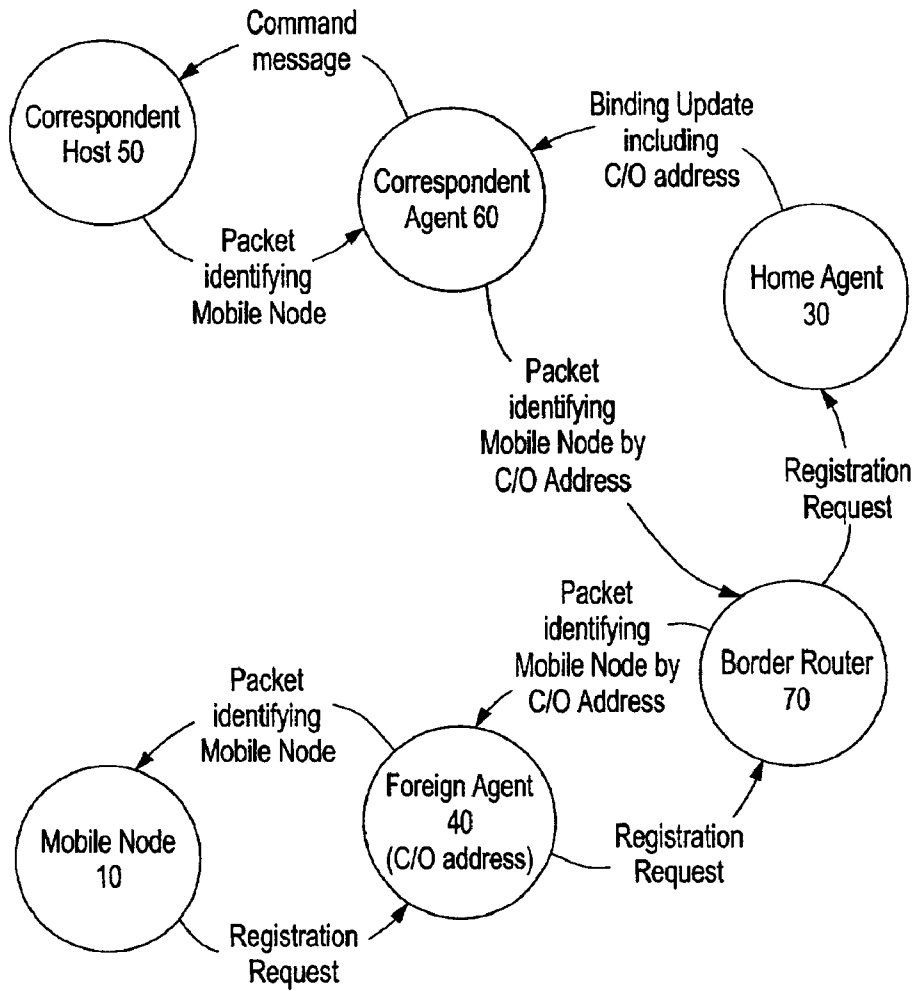 Command
message
Correspondent
Host 50
Binding Update
including
C/O address
Correspondent
Agent 60
Packet
identifying
Mobile Node
Home Agent
30
Packet
identifying
Mobile Node by
C/O Address
Registration
Request
Packet
identifying
Mobile Node by
C/O Address
Border Router
70
Packet
identifying
Mobile Node
Foreign Agent
40
(C/O address)
Mobile Node
10
Registration
Request
Registration
Request